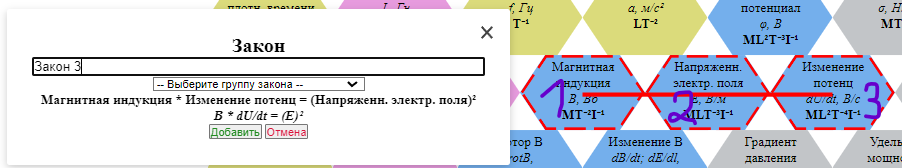 плотн. времени
I, Гц
f, Гц
T⁻¹
a, м/с²
LT⁻²
потенциал
φ, В
ML²T⁻³I⁻¹
MT
×
Закон
Закон 3
-- Выберите группу закона --
Магнитная индукция * Изменение потенц = (Напряженн. электр. поля)²
B * dU/dt = (E)²
Добавить Отмена
Магнитная
индукция
B, Вб
MT⁻²I⁻¹
1
Напряженн.
электр. поля
E, В/м
MLT⁻³I⁻¹
2
Изменение
потенц
dU/dt, В/с
ML²T⁻⁴I⁻¹
3
тор В
rotB,
Изменение В
dB/dt; dE/dl,
Градиент
давления
Удель
мощно